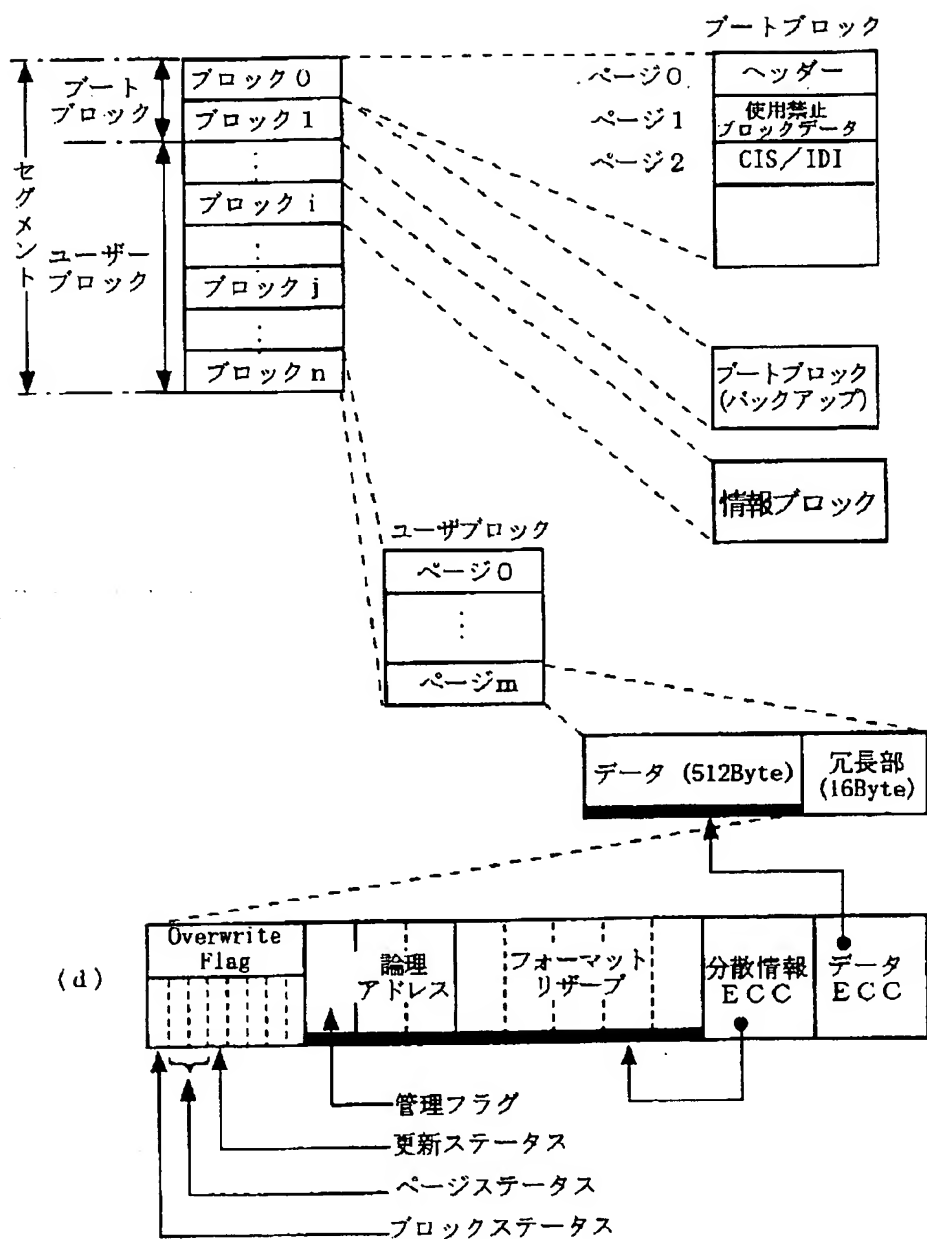 ブートブロック
ページ0
ヘッダー
ページ1
使用禁止
ブロックデータ
ページ2
CIS/IDI
セグメント
ブート
ブロック
ブロック0
ブロック1
ユーザー
ブロック
ブロックi
ブロックj
ブロックn
ブートブロック
(バックアップ)
情報ブロック
ユーザブロック
ページ0
ページm
データ (512Byte)
冗長部
(16Byte)
(d)
Overwrite
Flag
論理
アドレス
フォーマット
リザーブ
分散情報
ECC
データ
ECC
管理フラグ
更新ステータス
ページステータス
ブロックステータス